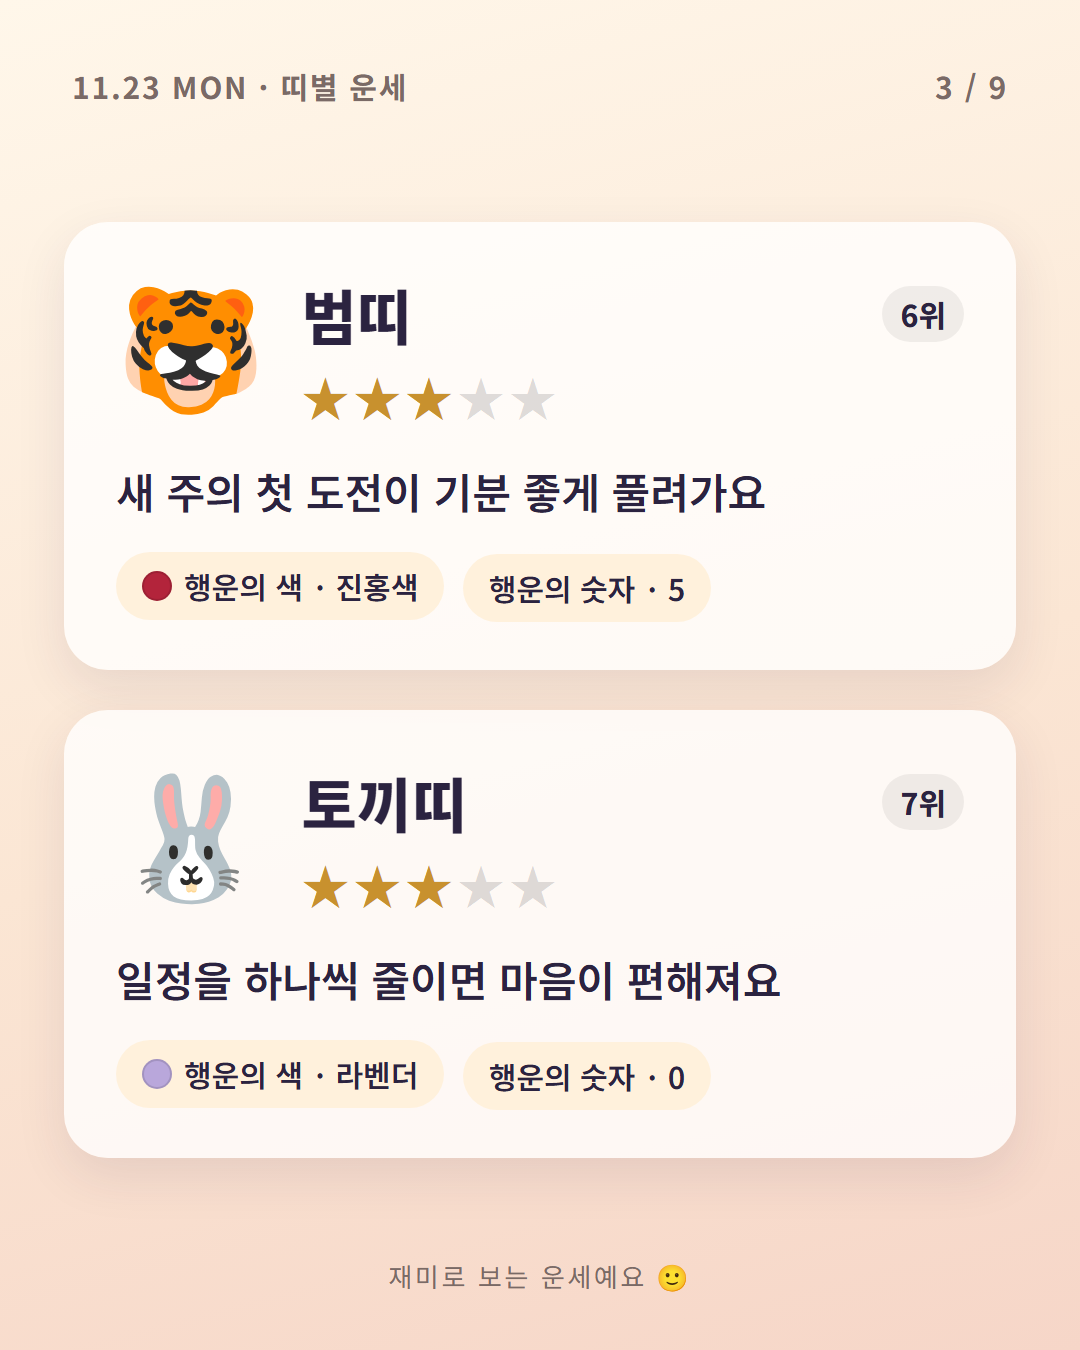 11.23 MON · 띠별 운세
3 / 9
범띠
6위
★★★★★
새 주의 첫 도전이 기분 좋게 풀려가요
행운의 색 · 진홍색
행운의 숫자 · 5
토끼띠
7위
★★★★★
일정을 하나씩 줄이면 마음이 편해져요
행운의 색 · 라벤더
행운의 숫자 · 0
재미로 보는 운세예요 🙂